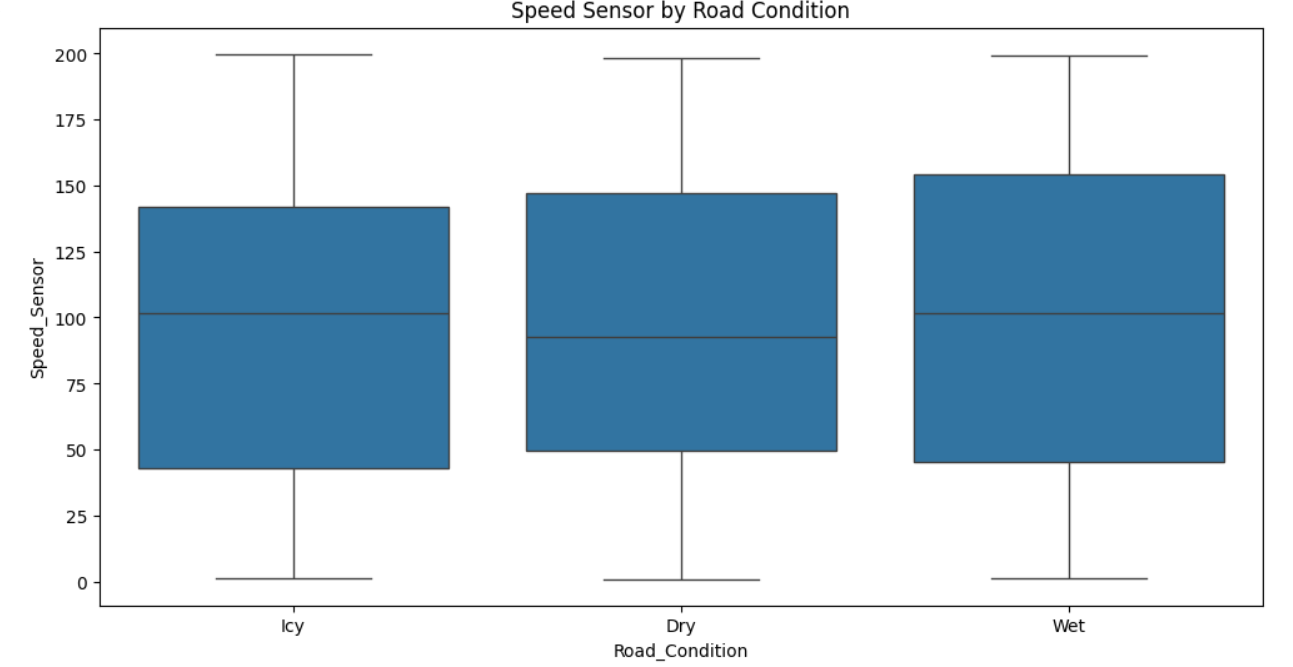 Speed Sensor by Road Condition
200
175
150
125
100
75
50
25
0
Speed_Sensor
Icy
Dry
Wet
Road_Condition